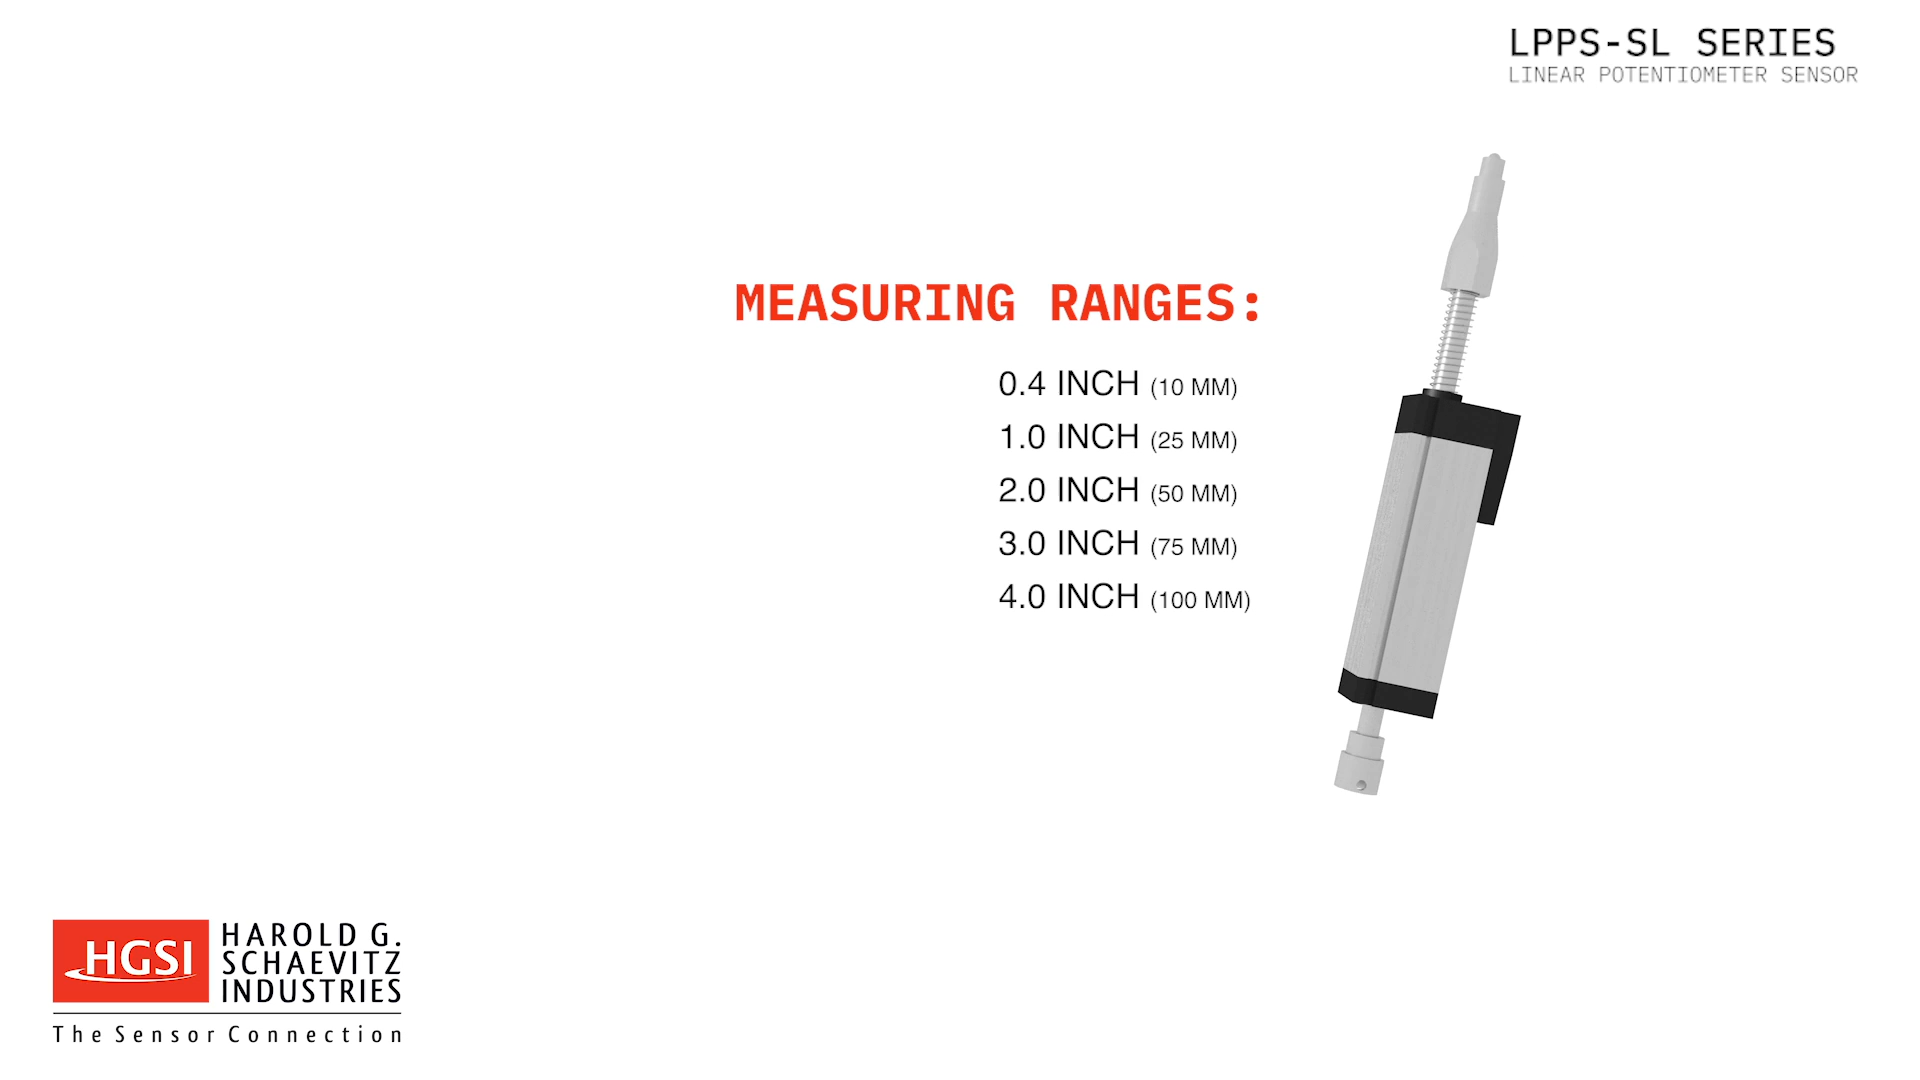 LPPS-SL SERIES
LINEAR POTENTIOMETER SENSOR
MEASURING RANGES:
0.4 INCH (10 MM)
1.0 INCH (25 MM)
2.0 INCH (50 MM)
3.0 INCH (75 MM)
4.0 INCH (100 MM)
HGSI
HAROLD G.
SCHAEVITZ
INDUSTRIES
The Sensor Connection